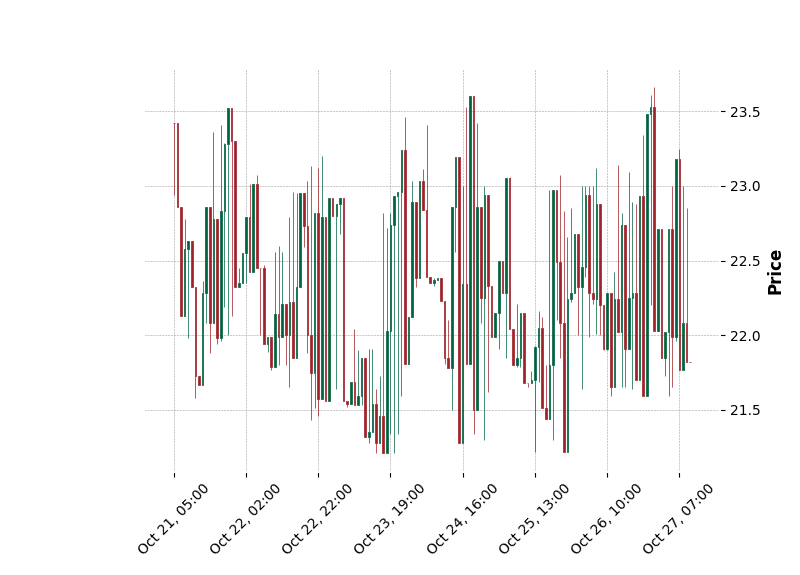 23.5
23.0
22.5
22.0
21.5
Price
Oct 21, 05:00
Oct 22, 02:00
Oct 22, 22:00
Oct 23, 19:00
Oct 24, 16:00
Oct 25, 13:00
Oct 26, 10:00
Oct 27, 07:00